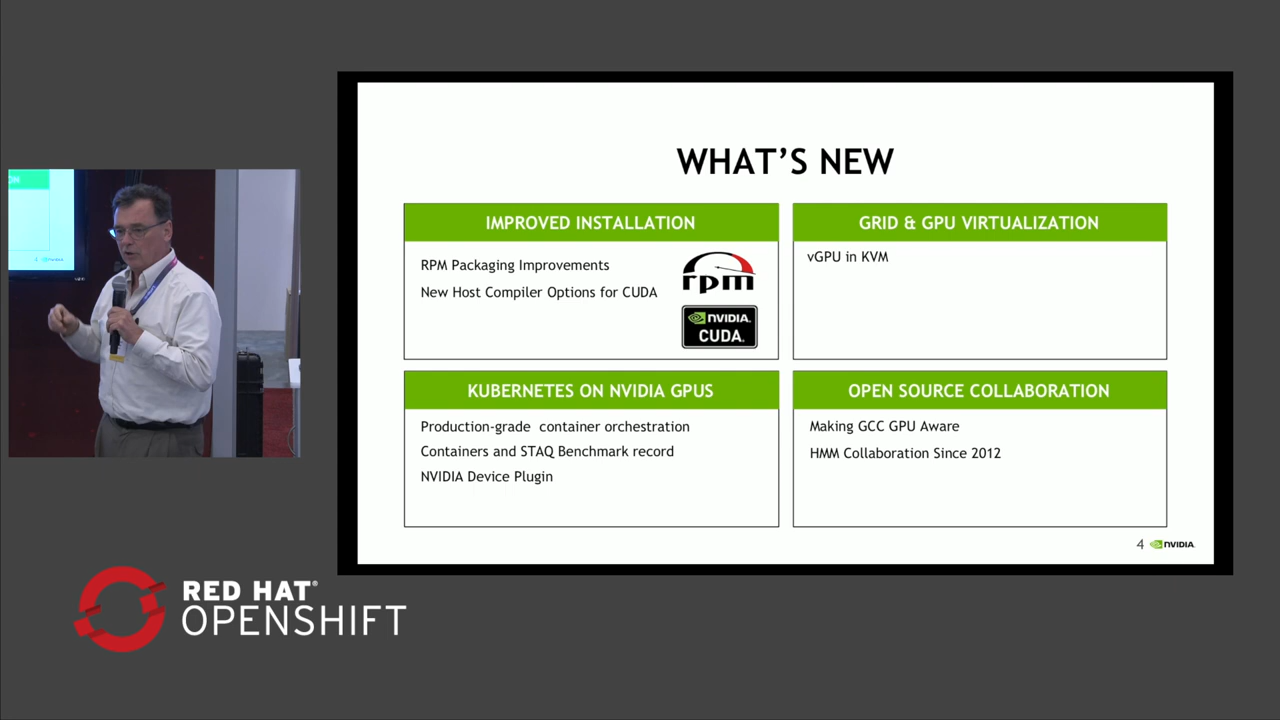 WHAT'S NEW
IMPROVED INSTALLATION
RPM Packaging Improvements
New Host Compiler Options for CUDA
rpm
NVIDIA.
CUDA.
GRID & GPU VIRTUALIZATION
vGPU in KVM
KUBERNETES ON NVIDIA GPUS
Production-grade container orchestration
Containers and STAQ Benchmark record
NVIDIA Device Plugin
OPEN SOURCE COLLABORATION
Making GCC GPU Aware
HMM Collaboration Since 2012
4 NVIDIA.
RED HAT®
OPENSHIFT